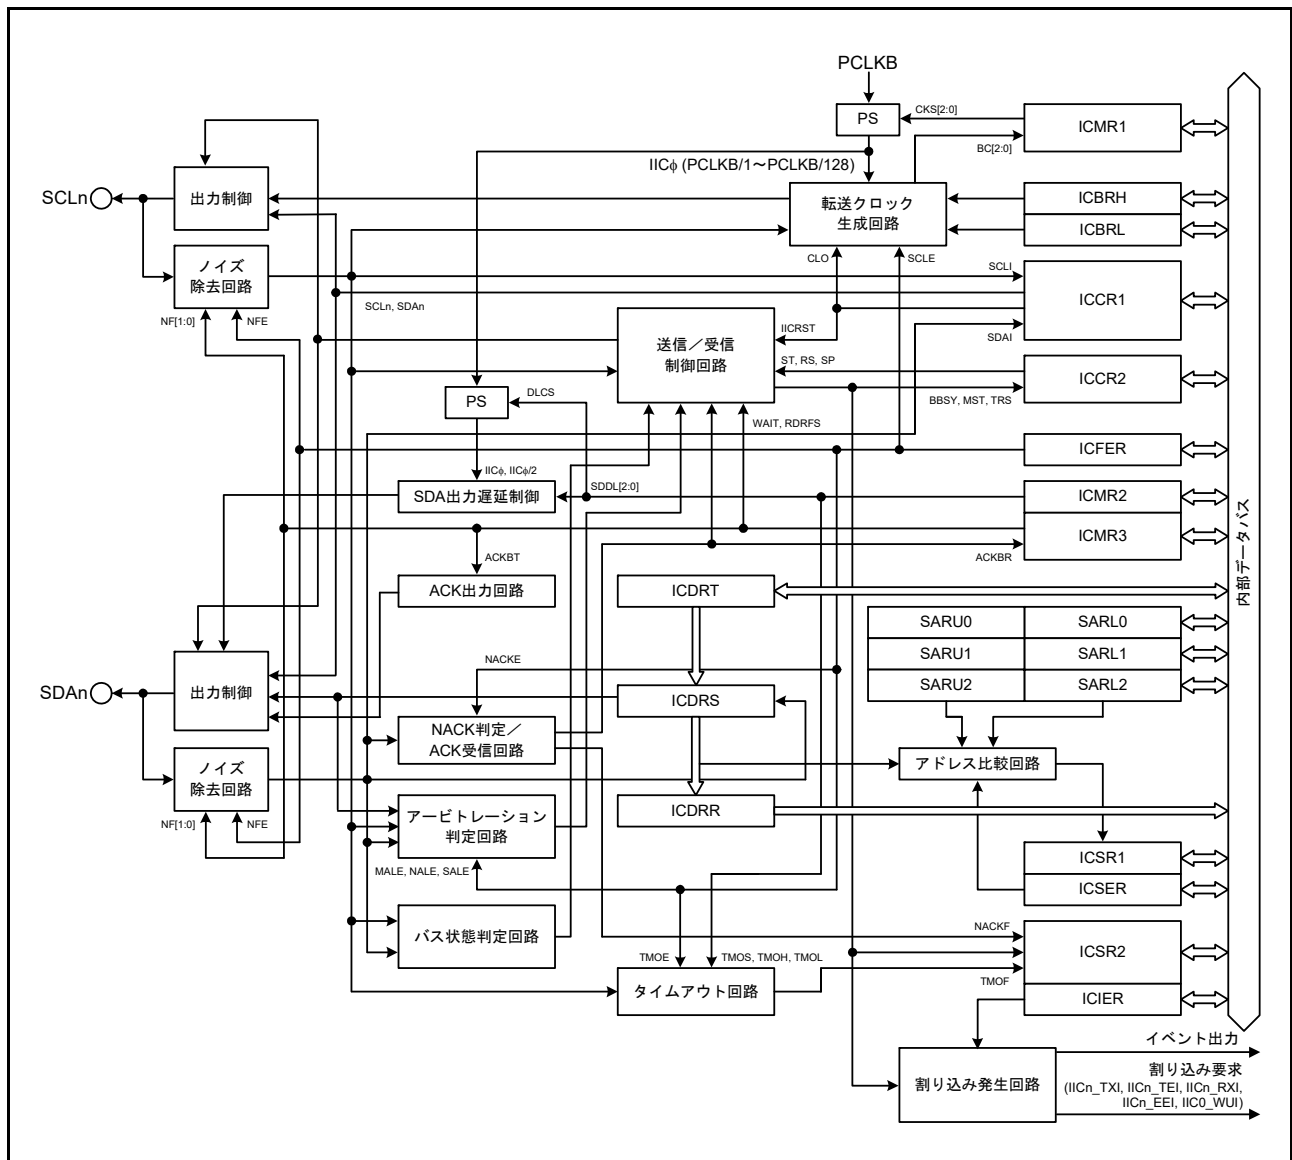 PCLKB
PS
CKS[2:0]
ICMR1
BC[2:0]
IICφ (PCLKB/1～PCLKB/128)
SCLn
出力制御
転送クロック
生成回路
ICBRH
ICBRL
ノイズ
除去回路
CLO
SCLE
SCLI
ICCR1
SCLn, SDAn
NF[1:0]
NFE
IICRST
SDAI
送信／受信
制御回路
ST, RS, SP
ICCR2
BBSY, MST, TRS
PS
DLCS
WAIT, RDRFS
ICFER
IICφ, IICφ/2
SDA出力遅延制御
SDDL[2:0]
ICMR2
ICMR3
ACKBT
ACKBR
内部データバス
ACK出力回路
ICDRT
SARU0
SARL0
SARU1
SARL1
SARU2
SARL2
NACKE
SDAn
出力制御
ICDRS
NACK判定／
ACK受信回路
アドレス比較回路
ノイズ
除去回路
NF[1:0]
NFE
アービトレーション
判定回路
ICDRR
MALE, NALE, SALE
ICSR1
ICSER
バス状態判定回路
NACKF
ICSR2
TMOE
TMOS, TMOH, TMOL
タイムアウト回路
TMOF
ICIER
イベント出力
割り込み発生回路
割り込み要求
(IICn_TXI, IICn_TEI, IICn_RXI,
IICn_EEI, IIC0_WUI)